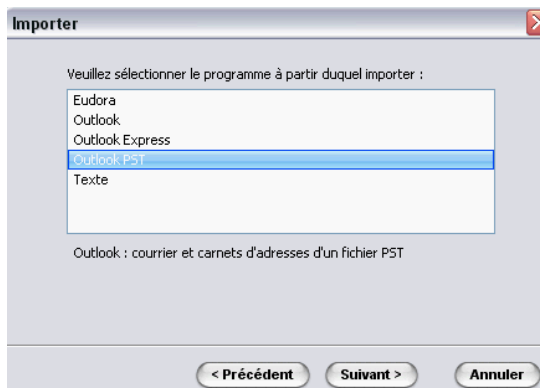 Importer
Veuillez sélectionner le programme à partir duquel importer :
Eudora
Outlook
Outlook Express
Outlook PST
Texte
Outlook : courrier et carnets d'adresses d'un fichier PST
< Précédent Suivant > Annuler